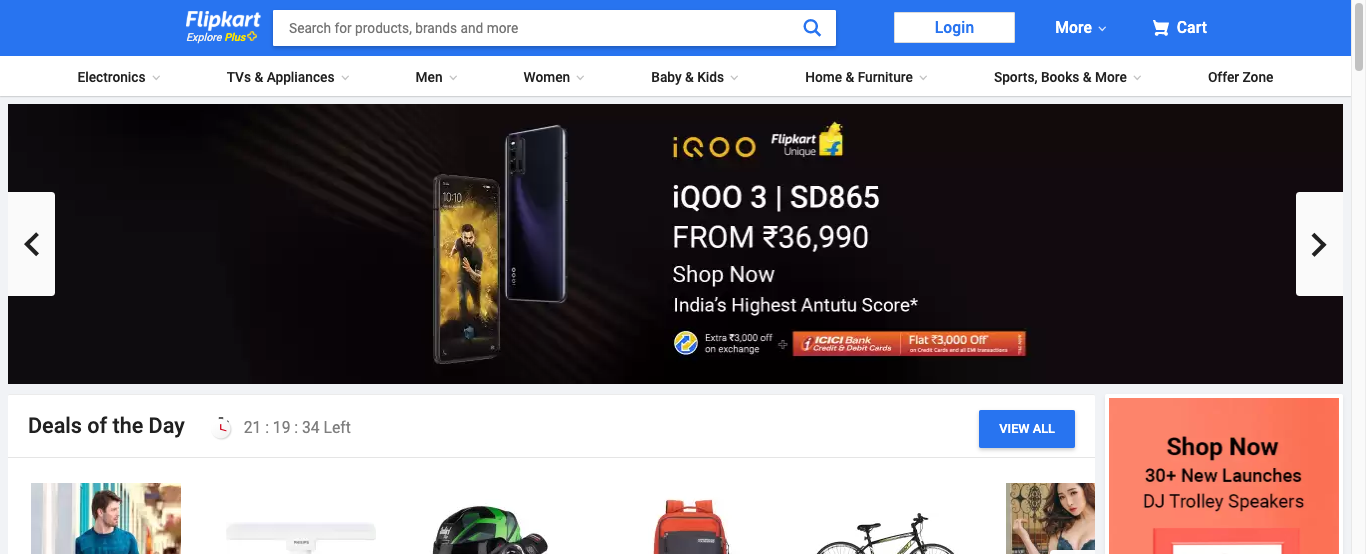 Flipkart
Explore Plus
Search for products, brands and more
Login
More
Cart
Electronics
TVs & Appliances
Men
Women
Baby & Kids
Home & Furniture
Sports, Books & More
Offer Zone
iQOO
Flipkart
Unique
iQOO 3 | SD865
FROM ₹36,990
Shop Now
India's Highest Antutu Score*
Extra ₹3,000 off
on exchange
ICICI Bank
Credit & Debit Cards
Flat ₹3,000 Off
on Credit Cards and all EMI transactions
10:10
iQOO
Deals of the Day
21 : 19 : 34 Left
VIEW ALL
Shop Now
30+ New Launches
DJ Trolley Speakers
PHILIPS